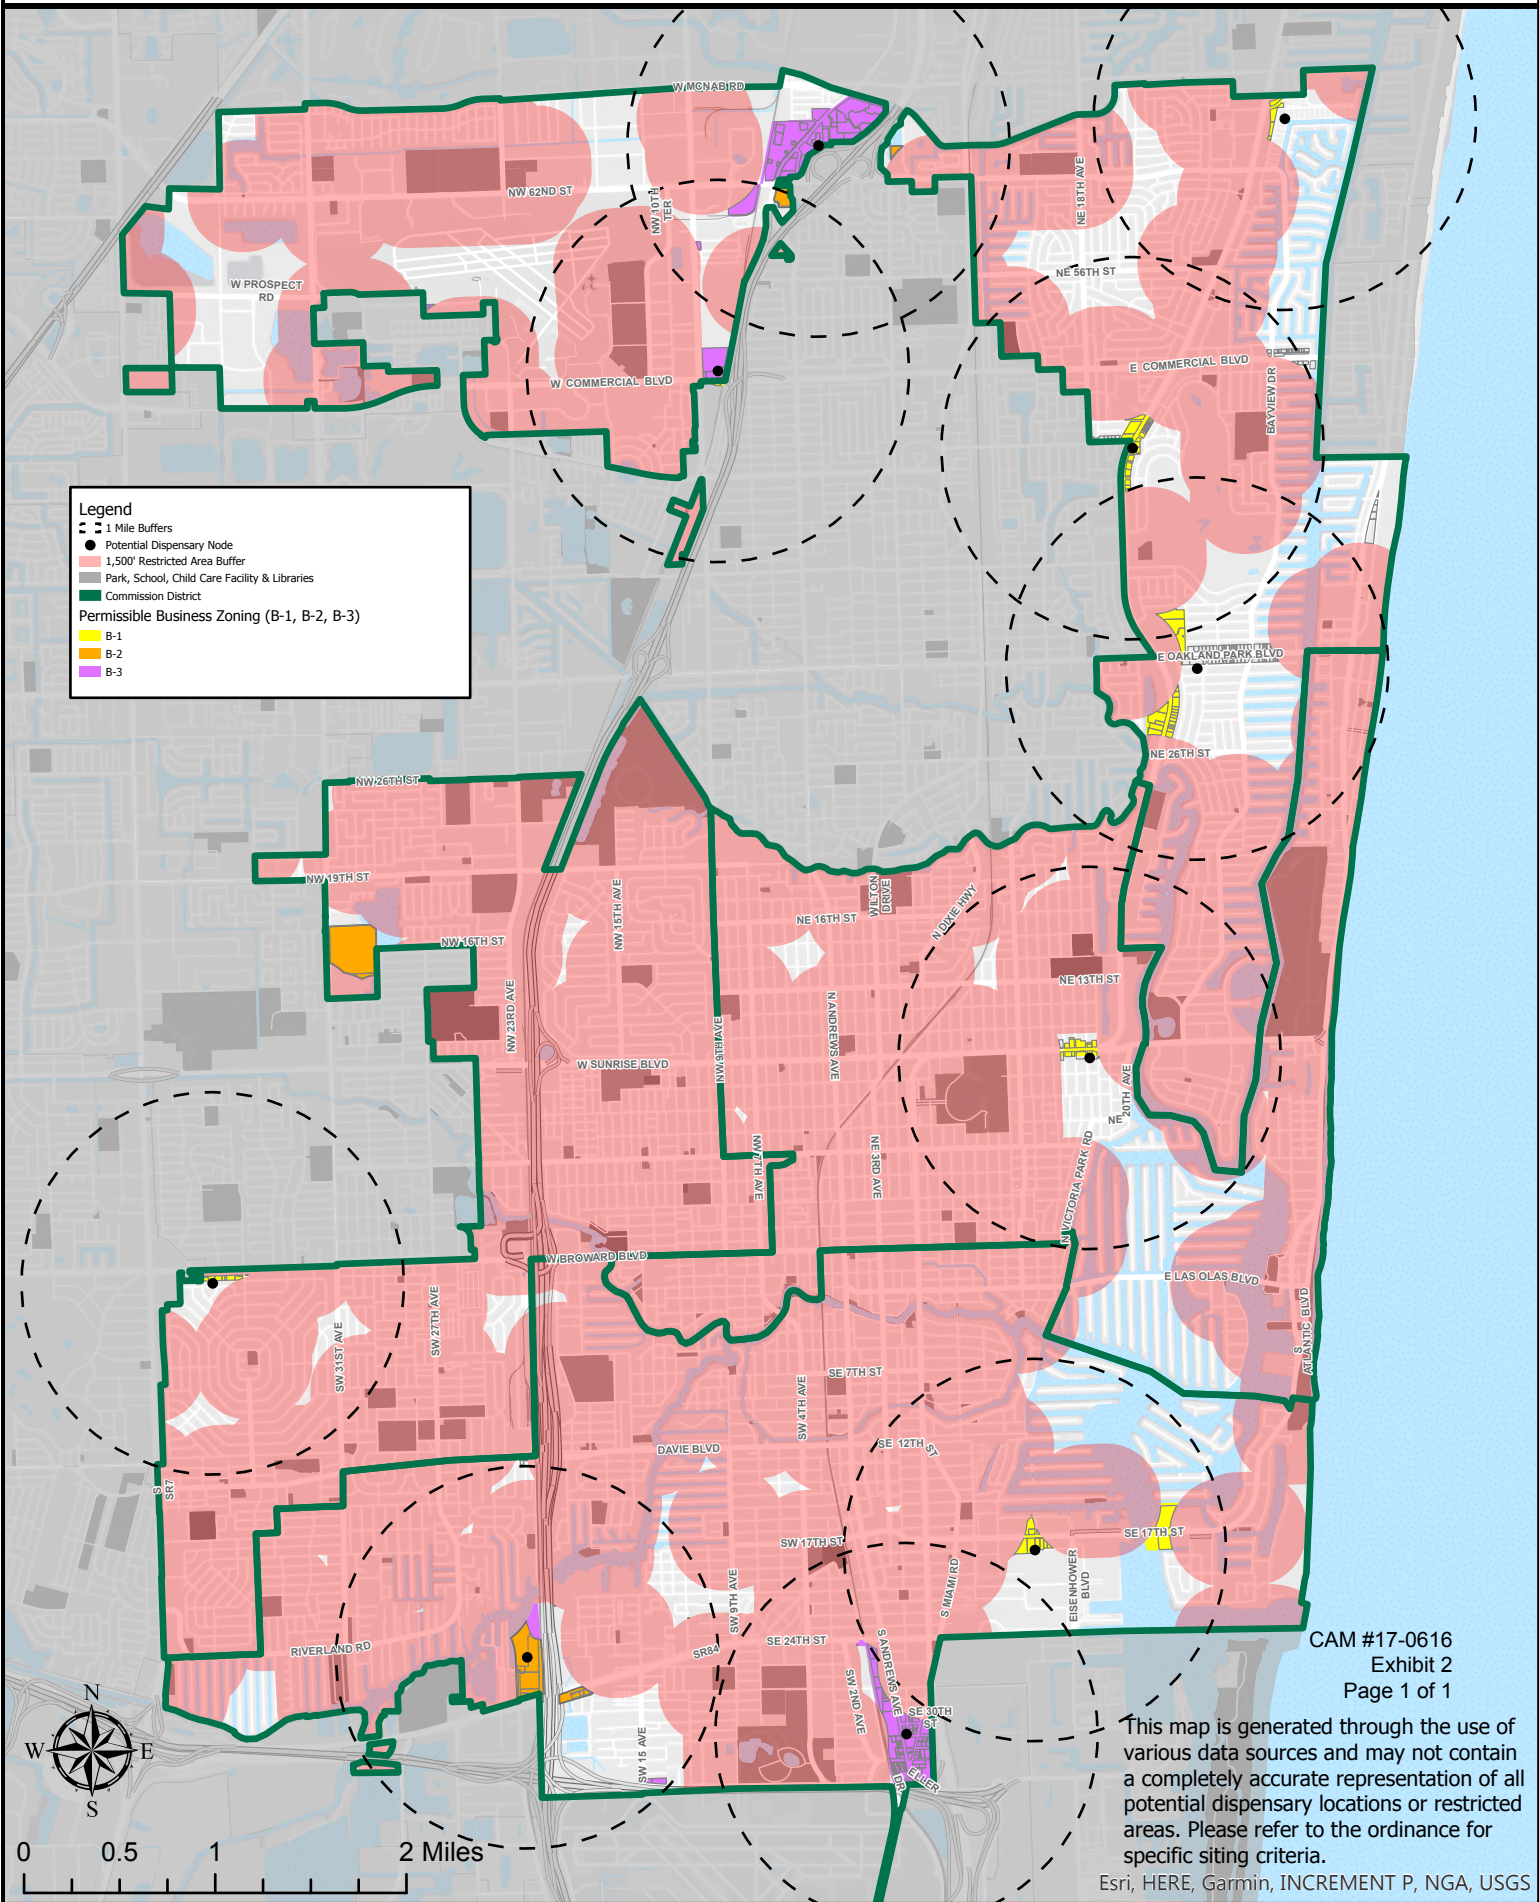 W MCNAB RD
NW 62ND ST
NW 10TH
TER
NE 18TH AVE
W PROSPECT
RD
NE 56TH ST
E COMMERCIAL BLVD
W COMMERCIAL BLVD
BAYVIEW DR
Legend
1 Mile Buffers
Potential Dispensary Node
1,500' Restricted Area Buffer
Park, School, Child Care Facility & Libraries
Commission District
Permissible Business Zoning (B-1, B-2, B-3)
B-1
B-2
B-3
E OAKLAND PARK BLVD
NE 26TH ST
NW 26TH ST
NW 19TH ST
NW 15TH AVE
WILTON
DRIVE
NE 16TH ST
N DIXIE HWY
NW 16TH ST
NE 13TH ST
NW 23RD AVE
N ANDREWS AVE
NW 9TH AVE
W SUNRISE BLVD
NE
20TH AVE
NW 7TH AVE
NE 3RD AVE
N VICTORIA PARK RD
W BROWARD BLVD
E LAS OLAS BLVD
SW 27TH AVE
SW 31ST AVE
S
ATLANTIC BLVD
SE 7TH ST
SW 4TH AVE
DAVIE BLVD
SE 12TH
ST
S
SR7
SW 17TH ST
SE 17TH ST
S MIAMI RD
EISENHOWER
BLVD
SW 9TH AVE
RIVERLAND RD
SR84
SE 24TH ST
S ANDREWS AVE
SW 2ND AVE
SE 30TH
ST
SW 15 AVE
ELLER
DR
CAM #17-0616
Exhibit 2
Page 1 of 1
This map is generated through the use of
various data sources and may not contain
a completely accurate representation of all
potential dispensary locations or restricted
areas. Please refer to the ordinance for
specific siting criteria.
N
W
E
S
0 0.5 1 2 Miles
Esri, HERE, Garmin, INCREMENT P, NGA, USGS